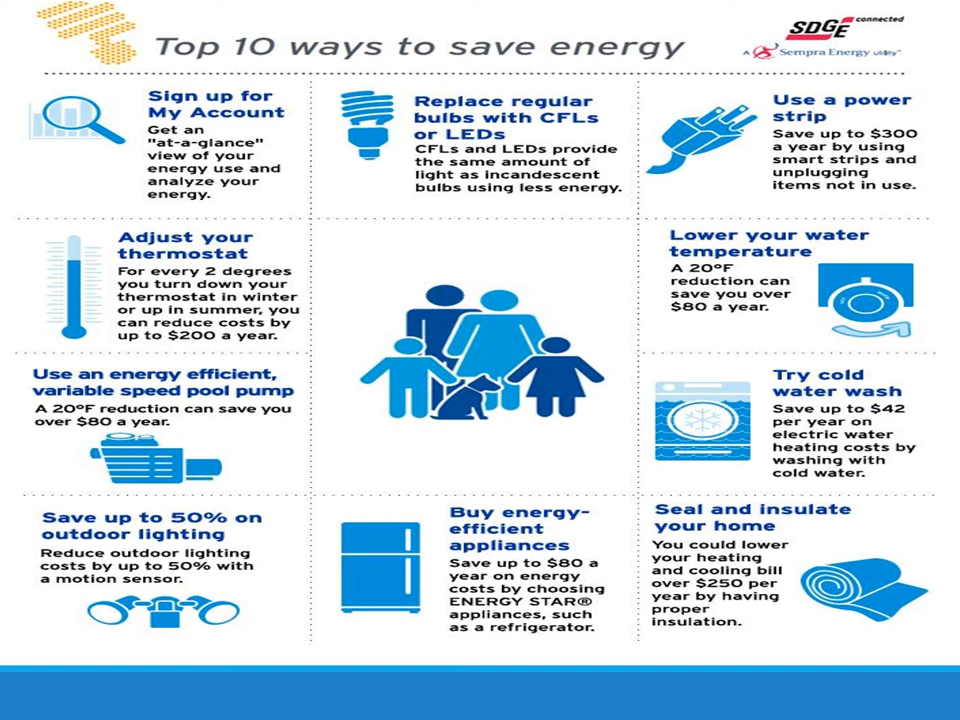 Top 10 ways to save energy
SDGE connected
A Sempra Energy utility™
Sign up for
My Account
Get an
"at-a-glance"
view of your
energy use and
analyze your
energy.
Replace regular
bulbs with CFLs
or LEDs
CFLs and LEDs provide
the same amount of
light as incandescent
bulbs using less energy.
Use a power
strip
Save up to $300
a year by using
smart strips and
unplugging
items not in use.
Adjust your
thermostat
For every 2 degrees
you turn down your
thermostat in winter
or up in summer, you
can reduce costs by
up to $200 a year.
Lower your water
temperature
A 20°F
reduction can
save you over
$80 a year.
Use an energy efficient,
variable speed pool pump
A 20°F reduction can save you
over $80 a year.
Try cold
water wash
Save up to $42
per year on
electric water
heating costs by
washing with
cold water.
Save up to 50% on
outdoor lighting
Reduce outdoor lighting
costs by up to 50% with
a motion sensor.
Buy energy-
efficient
appliances
Save up to $80 a
year on energy
costs by choosing
ENERGY STAR®
appliances, such
as a refrigerator.
Seal and insulate
your home
You could lower
your heating
and cooling bill
over $250 per
year by having
proper
insulation.